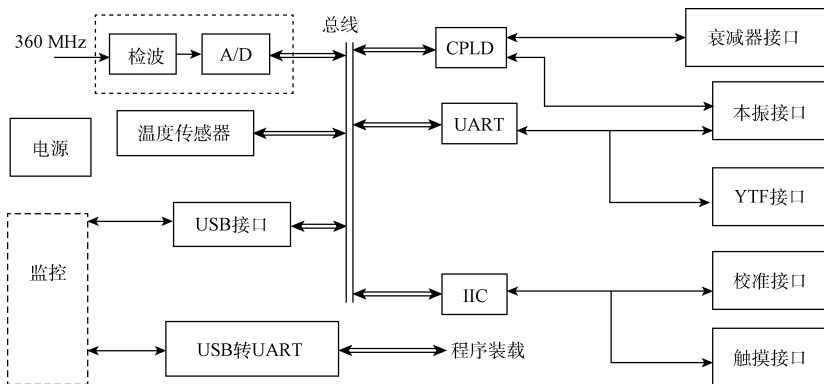 总线
360 MHz
检波
A/D
CPLD
衰减器接口
温度传感器
UART
本振接口
电源
YTF接口
USB接口
监控
IIC
校准接口
USB转UART
程序装载
触摸接口